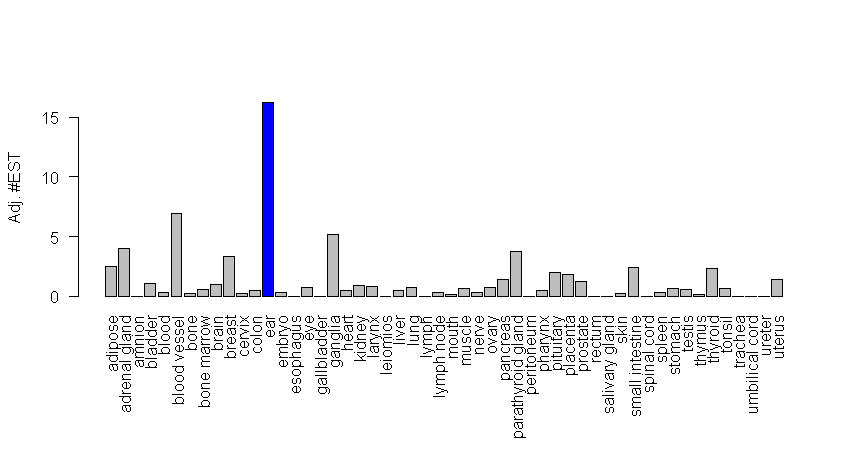 Adj. #EST
15
10
5
0
adipose
adrenal gland
amnion
bladder
blood
blood vessel
bone
bone marrow
brain
breast
cervix
colon
ear
embryo
esophagus
eye
gallbladder
ganglia
heart
kidney
larynx
leiomios
liver
lung
lymph
lymph node
mouth
muscle
nerve
ovary
pancreas
parathyroid gland
peritoneum
pharynx
pituitary
placenta
prostate
rectum
salivary gland
skin
small intestine
spinal cord
spleen
stomach
testis
thymus
thyroid
tonsil
trachea
umbilical cord
ureter
uterus